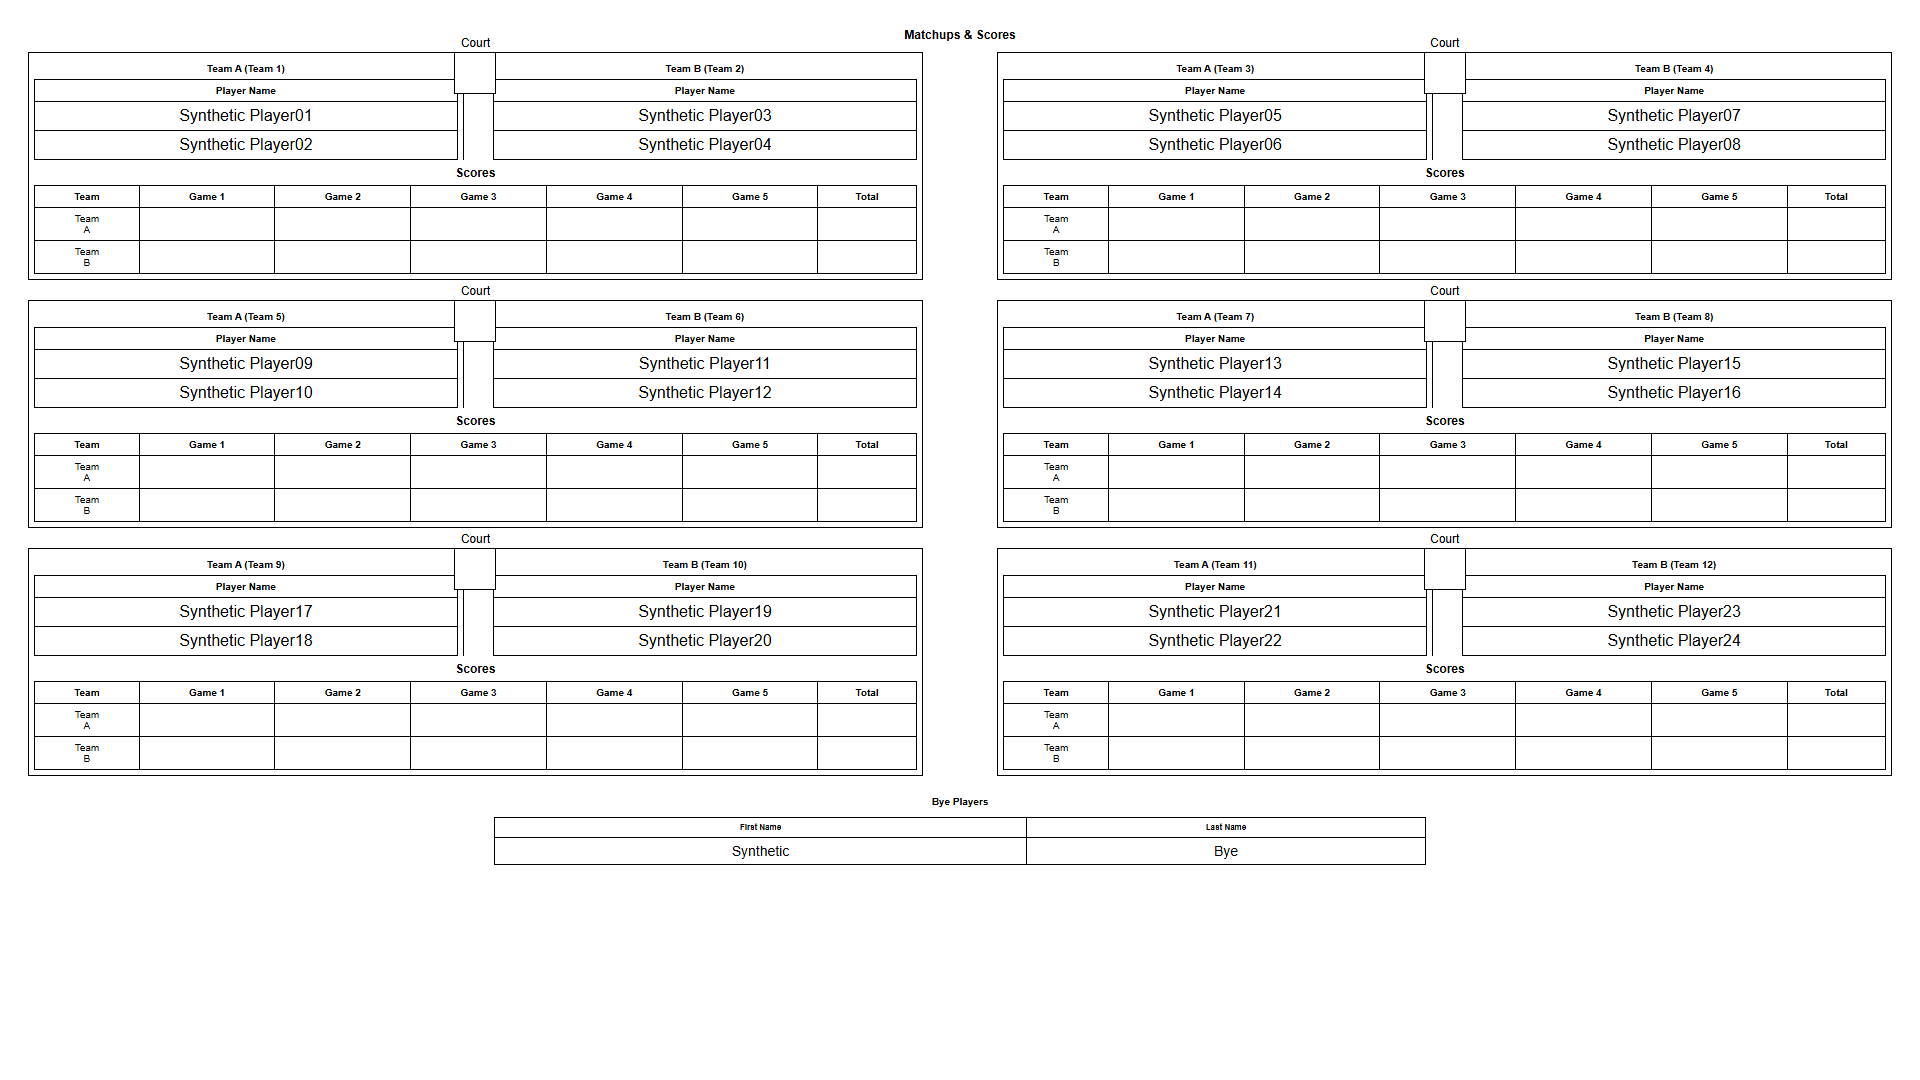 Matchups & Scores
Court
Team A (Team 1) Team B (Team 2)
Player Name Player Name
Synthetic Player01 Synthetic Player03
Synthetic Player02 Synthetic Player04
Scores
Team Game 1 Game 2 Game 3 Game 4 Game 5 Total
Team
A
Team
B
Court
Team A (Team 3) Team B (Team 4)
Player Name Player Name
Synthetic Player05 Synthetic Player07
Synthetic Player06 Synthetic Player08
Scores
Team Game 1 Game 2 Game 3 Game 4 Game 5 Total
Team
A
Team
B
Court
Team A (Team 5) Team B (Team 6)
Player Name Player Name
Synthetic Player09 Synthetic Player11
Synthetic Player10 Synthetic Player12
Scores
Team Game 1 Game 2 Game 3 Game 4 Game 5 Total
Team
A
Team
B
Court
Team A (Team 7) Team B (Team 8)
Player Name Player Name
Synthetic Player13 Synthetic Player15
Synthetic Player14 Synthetic Player16
Scores
Team Game 1 Game 2 Game 3 Game 4 Game 5 Total
Team
A
Team
B
Court
Team A (Team 9) Team B (Team 10)
Player Name Player Name
Synthetic Player17 Synthetic Player19
Synthetic Player18 Synthetic Player20
Scores
Team Game 1 Game 2 Game 3 Game 4 Game 5 Total
Team
A
Team
B
Court
Team A (Team 11) Team B (Team 12)
Player Name Player Name
Synthetic Player21 Synthetic Player23
Synthetic Player22 Synthetic Player24
Scores
Team Game 1 Game 2 Game 3 Game 4 Game 5 Total
Team
A
Team
B
Bye Players
First Name Last Name
Synthetic Bye